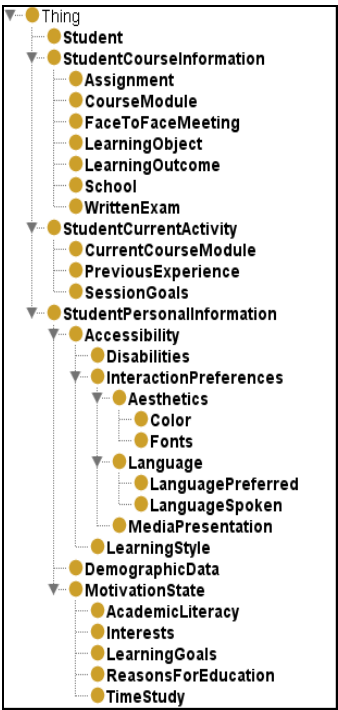 Thing
Student
StudentCourseInformation
Assignment
CourseModule
FaceToFaceMeeting
LearningObject
LearningOutcome
School
WrittenExam
StudentCurrentActivity
CurrentCourseModule
PreviousExperience
SessionGoals
StudentPersonalInformation
Accessibility
Disabilities
InteractionPreferences
Aesthetics
Color
Fonts
Language
LanguagePreferred
LanguageSpoken
MediaPresentation
LearningStyle
DemographicData
MotivationState
AcademicLiteracy
Interests
LearningGoals
ReasonsForEducation
TimeStudy